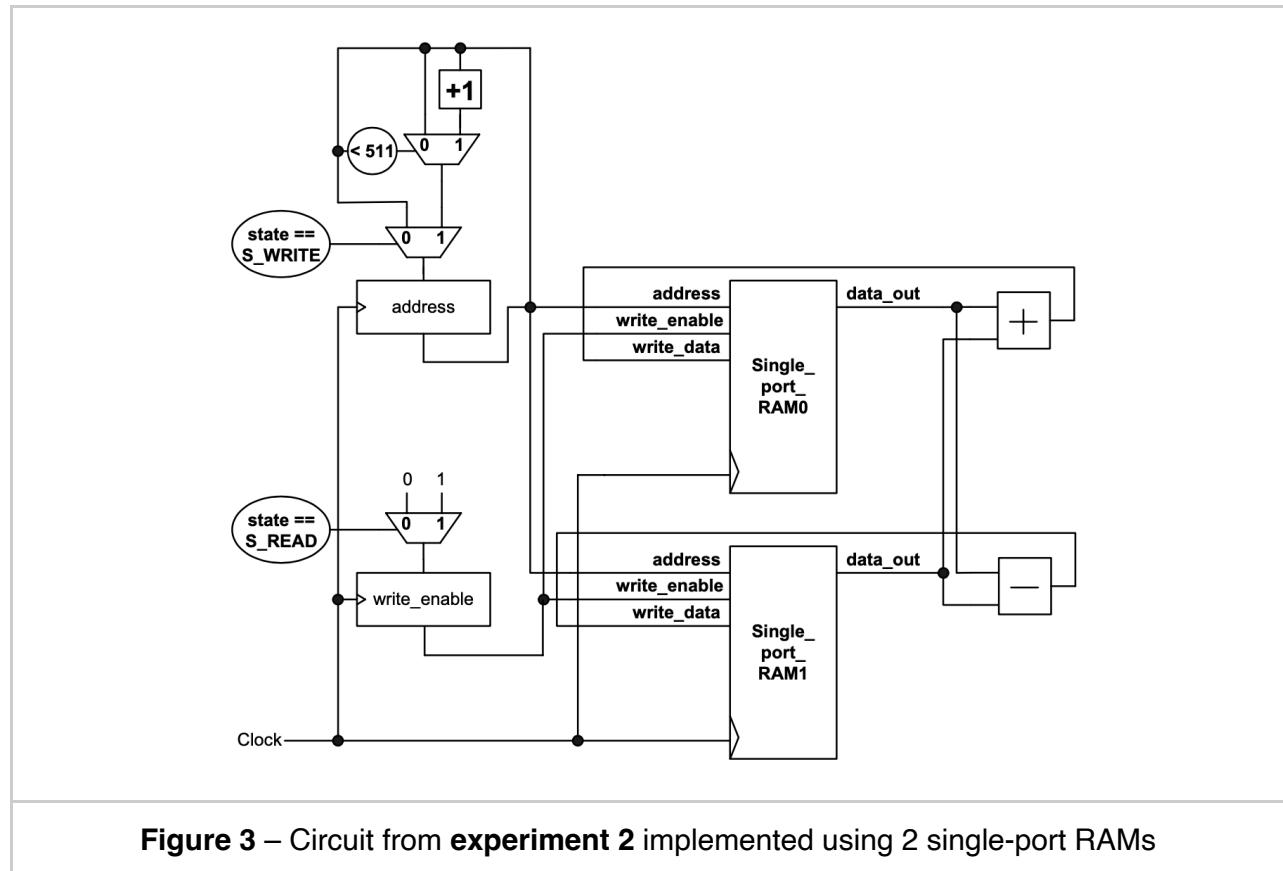 +1
0 1
< 511
state ==
S_WRITE
0 1
address
address
write_enable
write_data
data_out
+
Single_
port_
RAM0
0 1
state ==
S_READ
0 1
write_enable
address
write_enable
write_data
data_out
—
Single_
port_
RAM1
Clock
Figure 3 – Circuit from experiment 2 implemented using 2 single-port RAMs